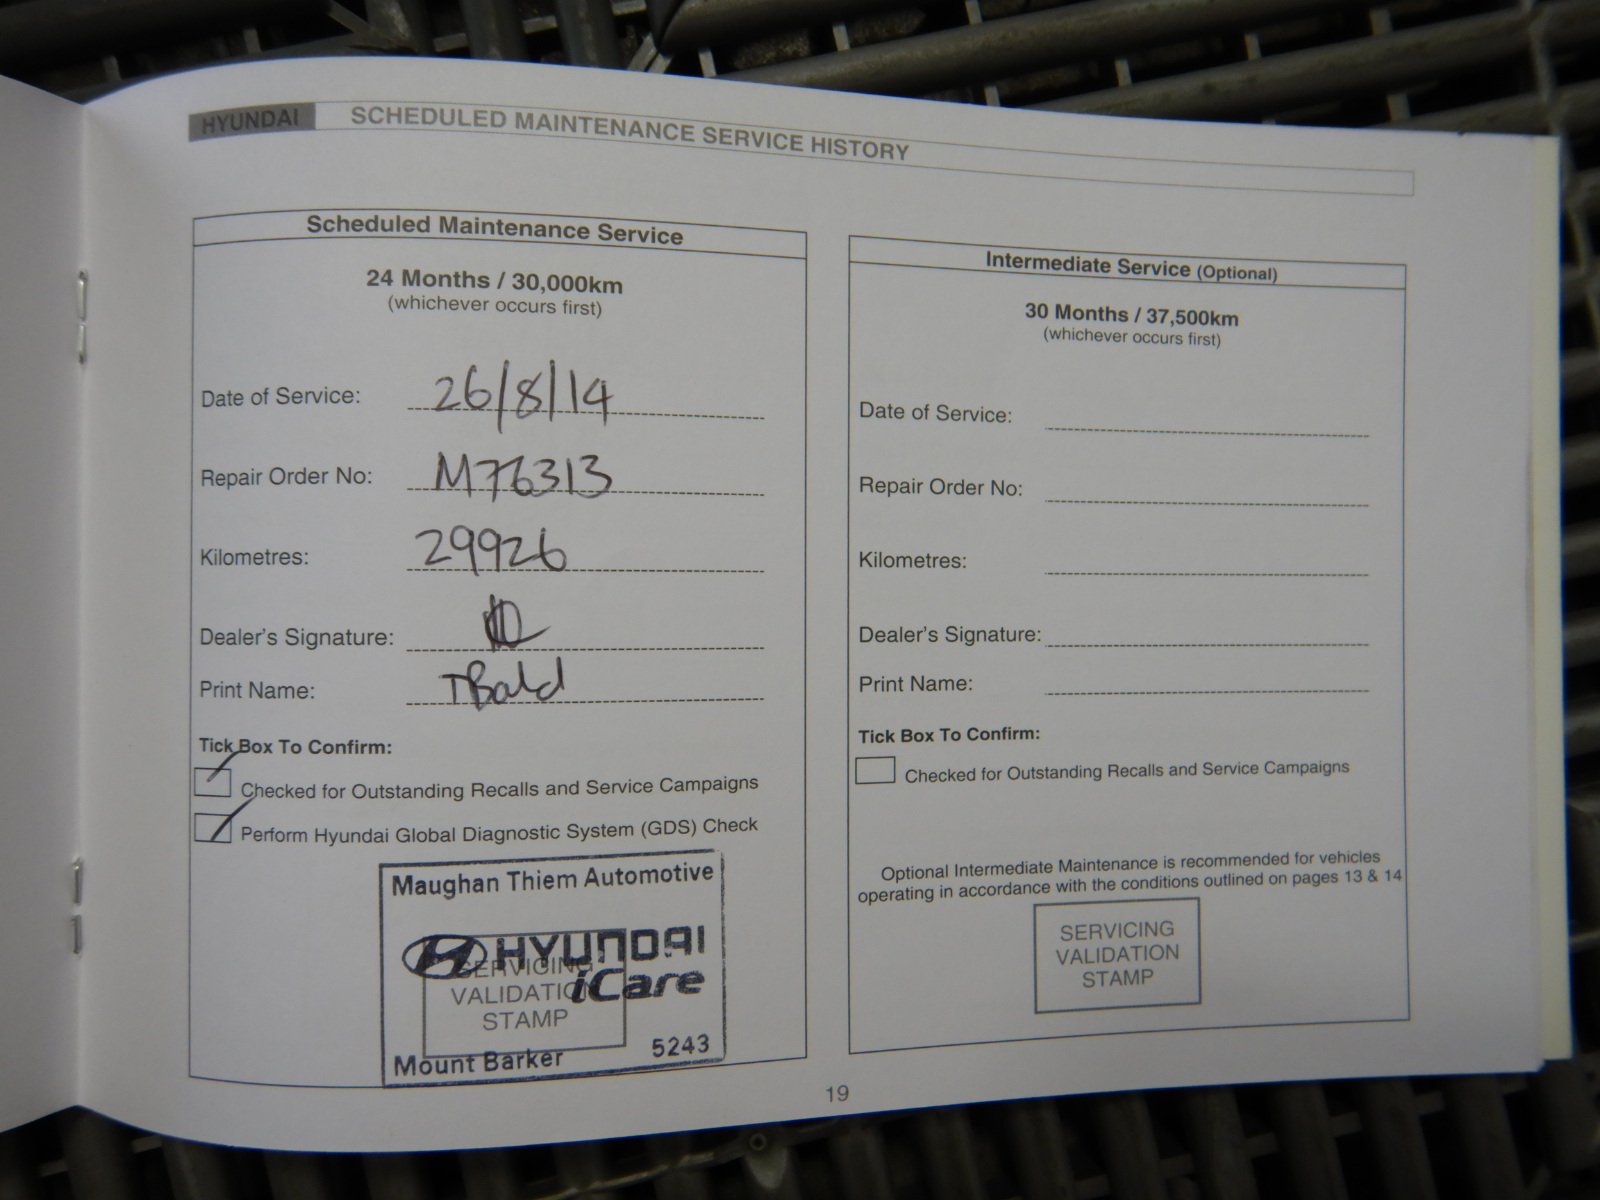 HYUNDAI SCHEDULED MAINTENANCE SERVICE HISTORY
Scheduled Maintenance Service
24 Months / 30,000km
(whichever occurs first)
Date of Service: 26/8/14
Repair Order No: M76313
Kilometres: 29926
Dealer's Signature:
Print Name: TBald
Tick Box To Confirm:
Checked for Outstanding Recalls and Service Campaigns
Perform Hyundai Global Diagnostic System (GDS) Check
Maughan Thiem Automotive
HYUNDAI
iCare
SERVICING
VALIDATION
STAMP
Mount Barker 5243
Intermediate Service (Optional)
30 Months / 37,500km
(whichever occurs first)
Date of Service:
Repair Order No:
Kilometres:
Dealer's Signature:
Print Name:
Tick Box To Confirm:
Checked for Outstanding Recalls and Service Campaigns
Optional Intermediate Maintenance is recommended for vehicles
operating in accordance with the conditions outlined on pages 13 & 14
SERVICING
VALIDATION
STAMP
19